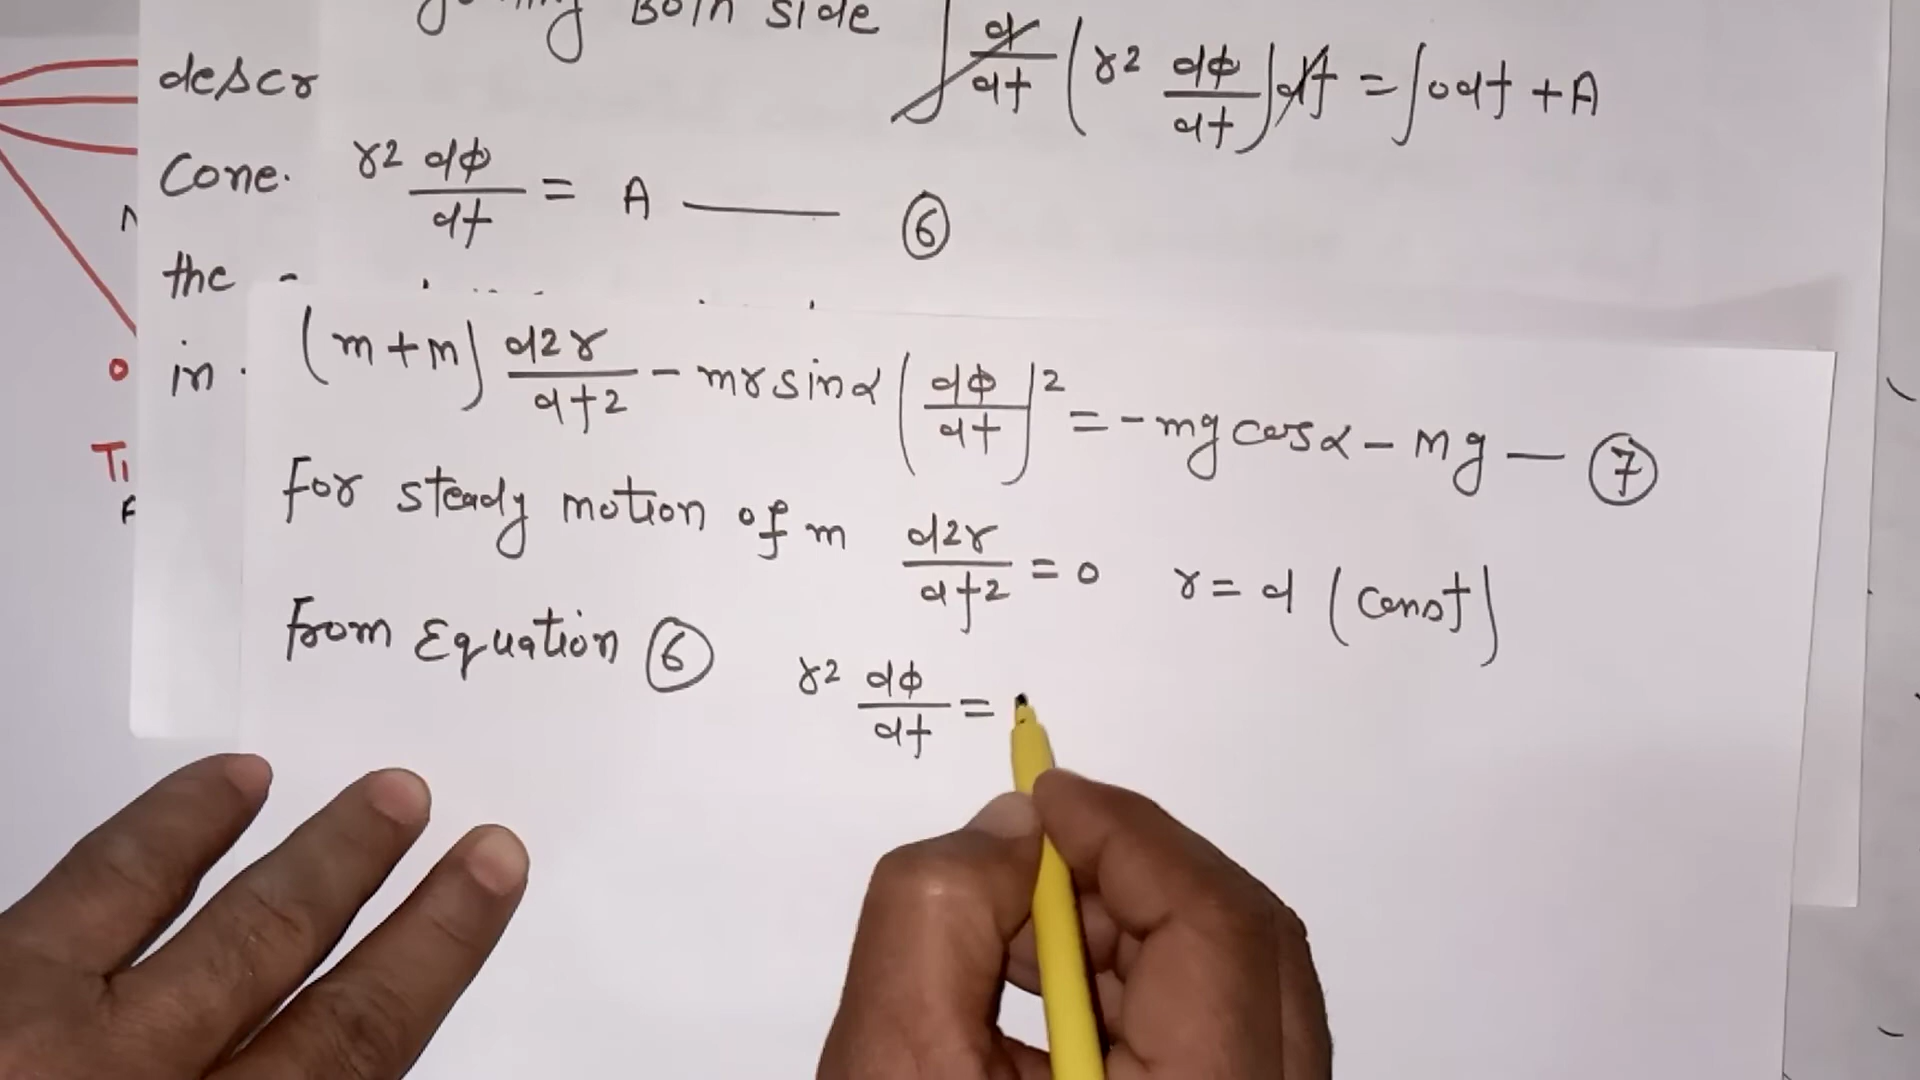 Both side ∫ d/dt (r2 dφ/dt) dt = ∫0dt + A
descr
Cone. r2 dφ/dt = A —— ⑥
the
in
(m+m) d2r/dt2 - mr sinα (dφ/dt)2 = - mg cosα - Mg — ⑦
For steady motion of m d2r/dt2 = 0 r = d (const)
From Equation ⑥ r2 dφ/dt =
N
O
T1